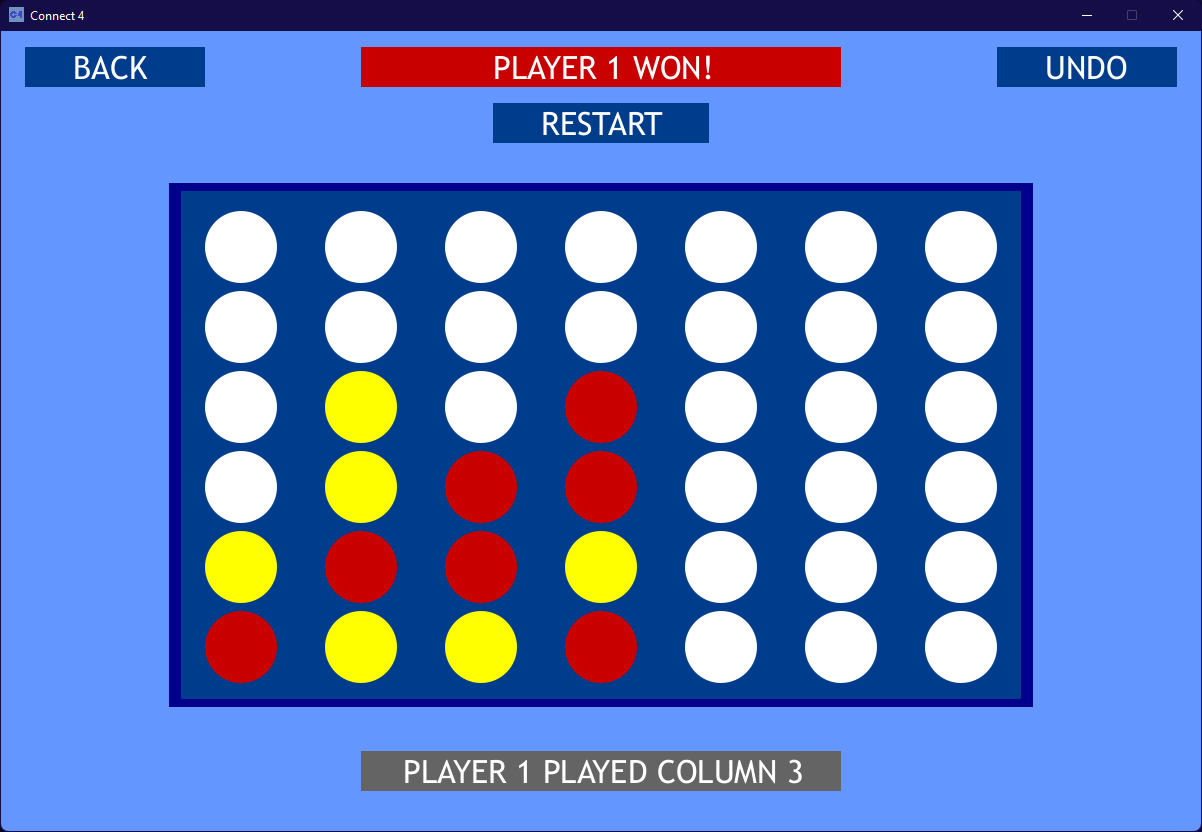 Connect 4
BACK
PLAYER 1 WON!
UNDO
RESTART
PLAYER 1 PLAYED COLUMN 3